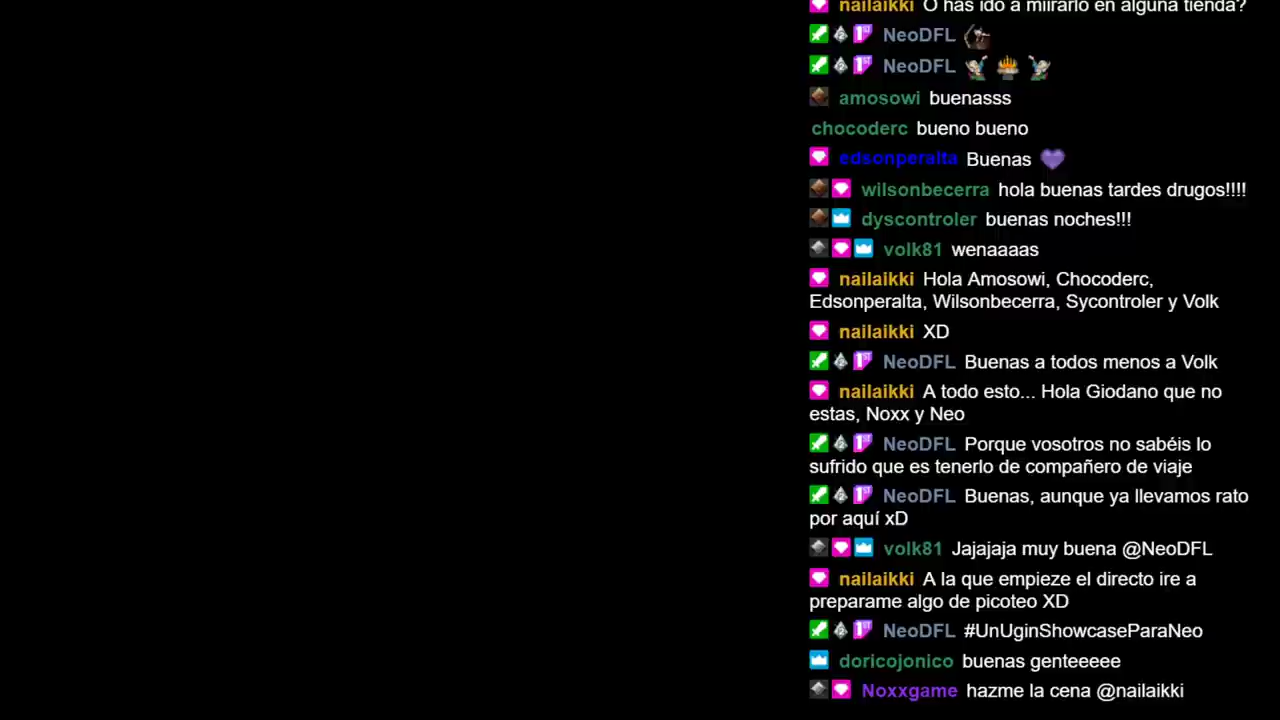 nailaikki O has ido a miirarlo en alguna tienda?
NeoDFL
NeoDFL
amosowi buenasss
chocoderc bueno bueno
edsonperalta Buenas
wilsonbecerra hola buenas tardes drugos!!!!
dyscontroler buenas noches!!!
volk81 wenaaaas
nailaikki Hola Amosowi, Chocoderc,
Edsonperalta, Wilsonbecerra, Sycontroler y Volk
nailaikki XD
NeoDFL Buenas a todos menos a Volk
nailaikki A todo esto... Hola Giodano que no
estas, Noxx y Neo
NeoDFL Porque vosotros no sabéis lo
sufrido que es tenerlo de compañero de viaje
NeoDFL Buenas, aunque ya llevamos rato
por aquí xD
volk81 Jajajaja muy buena @NeoDFL
nailaikki A la que empieze el directo ire a
prepararme algo de picoteo XD
NeoDFL #UnUginShowcaseParaNeo
doricojonico buenas genteeeee
Noxxgame hazme la cena @nailaikki